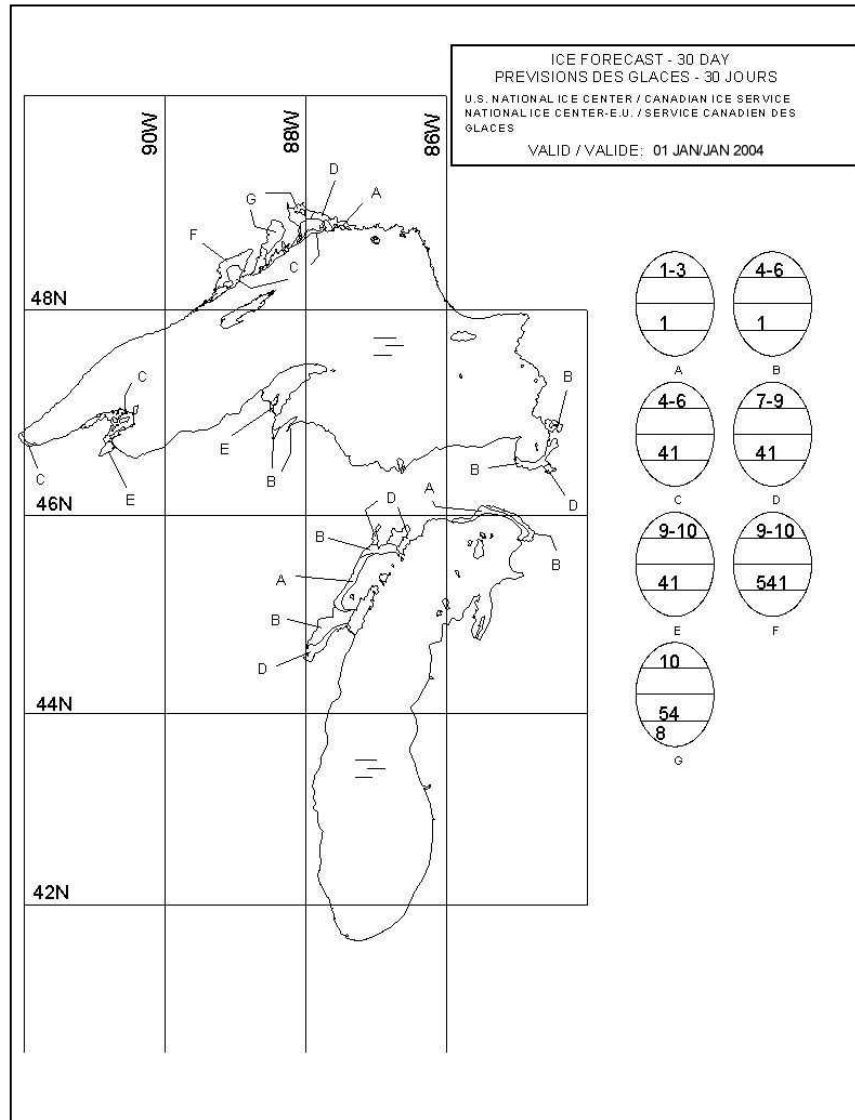 ICE FORECAST - 30 DAY
PREVISIONS DES GLACES - 30 JOURS
U.S. NATIONAL ICE CENTER / CANADIAN ICE SERVICE
NATIONAL ICE CENTER-E.U. / SERVICE CANADIEN DES
GLACES
VALID / VALIDE: 01 JAN/JAN 2004
90W
88W
86W
D
G
A
F
C
48N
C
B
E
B
B
C
E
D
46N
A
D
B
A
B
B
D
44N
42N
1-3
1
A
4-6
1
B
4-6
41
C
7-9
41
D
9-10
41
E
9-10
541
F
10
54
8
G